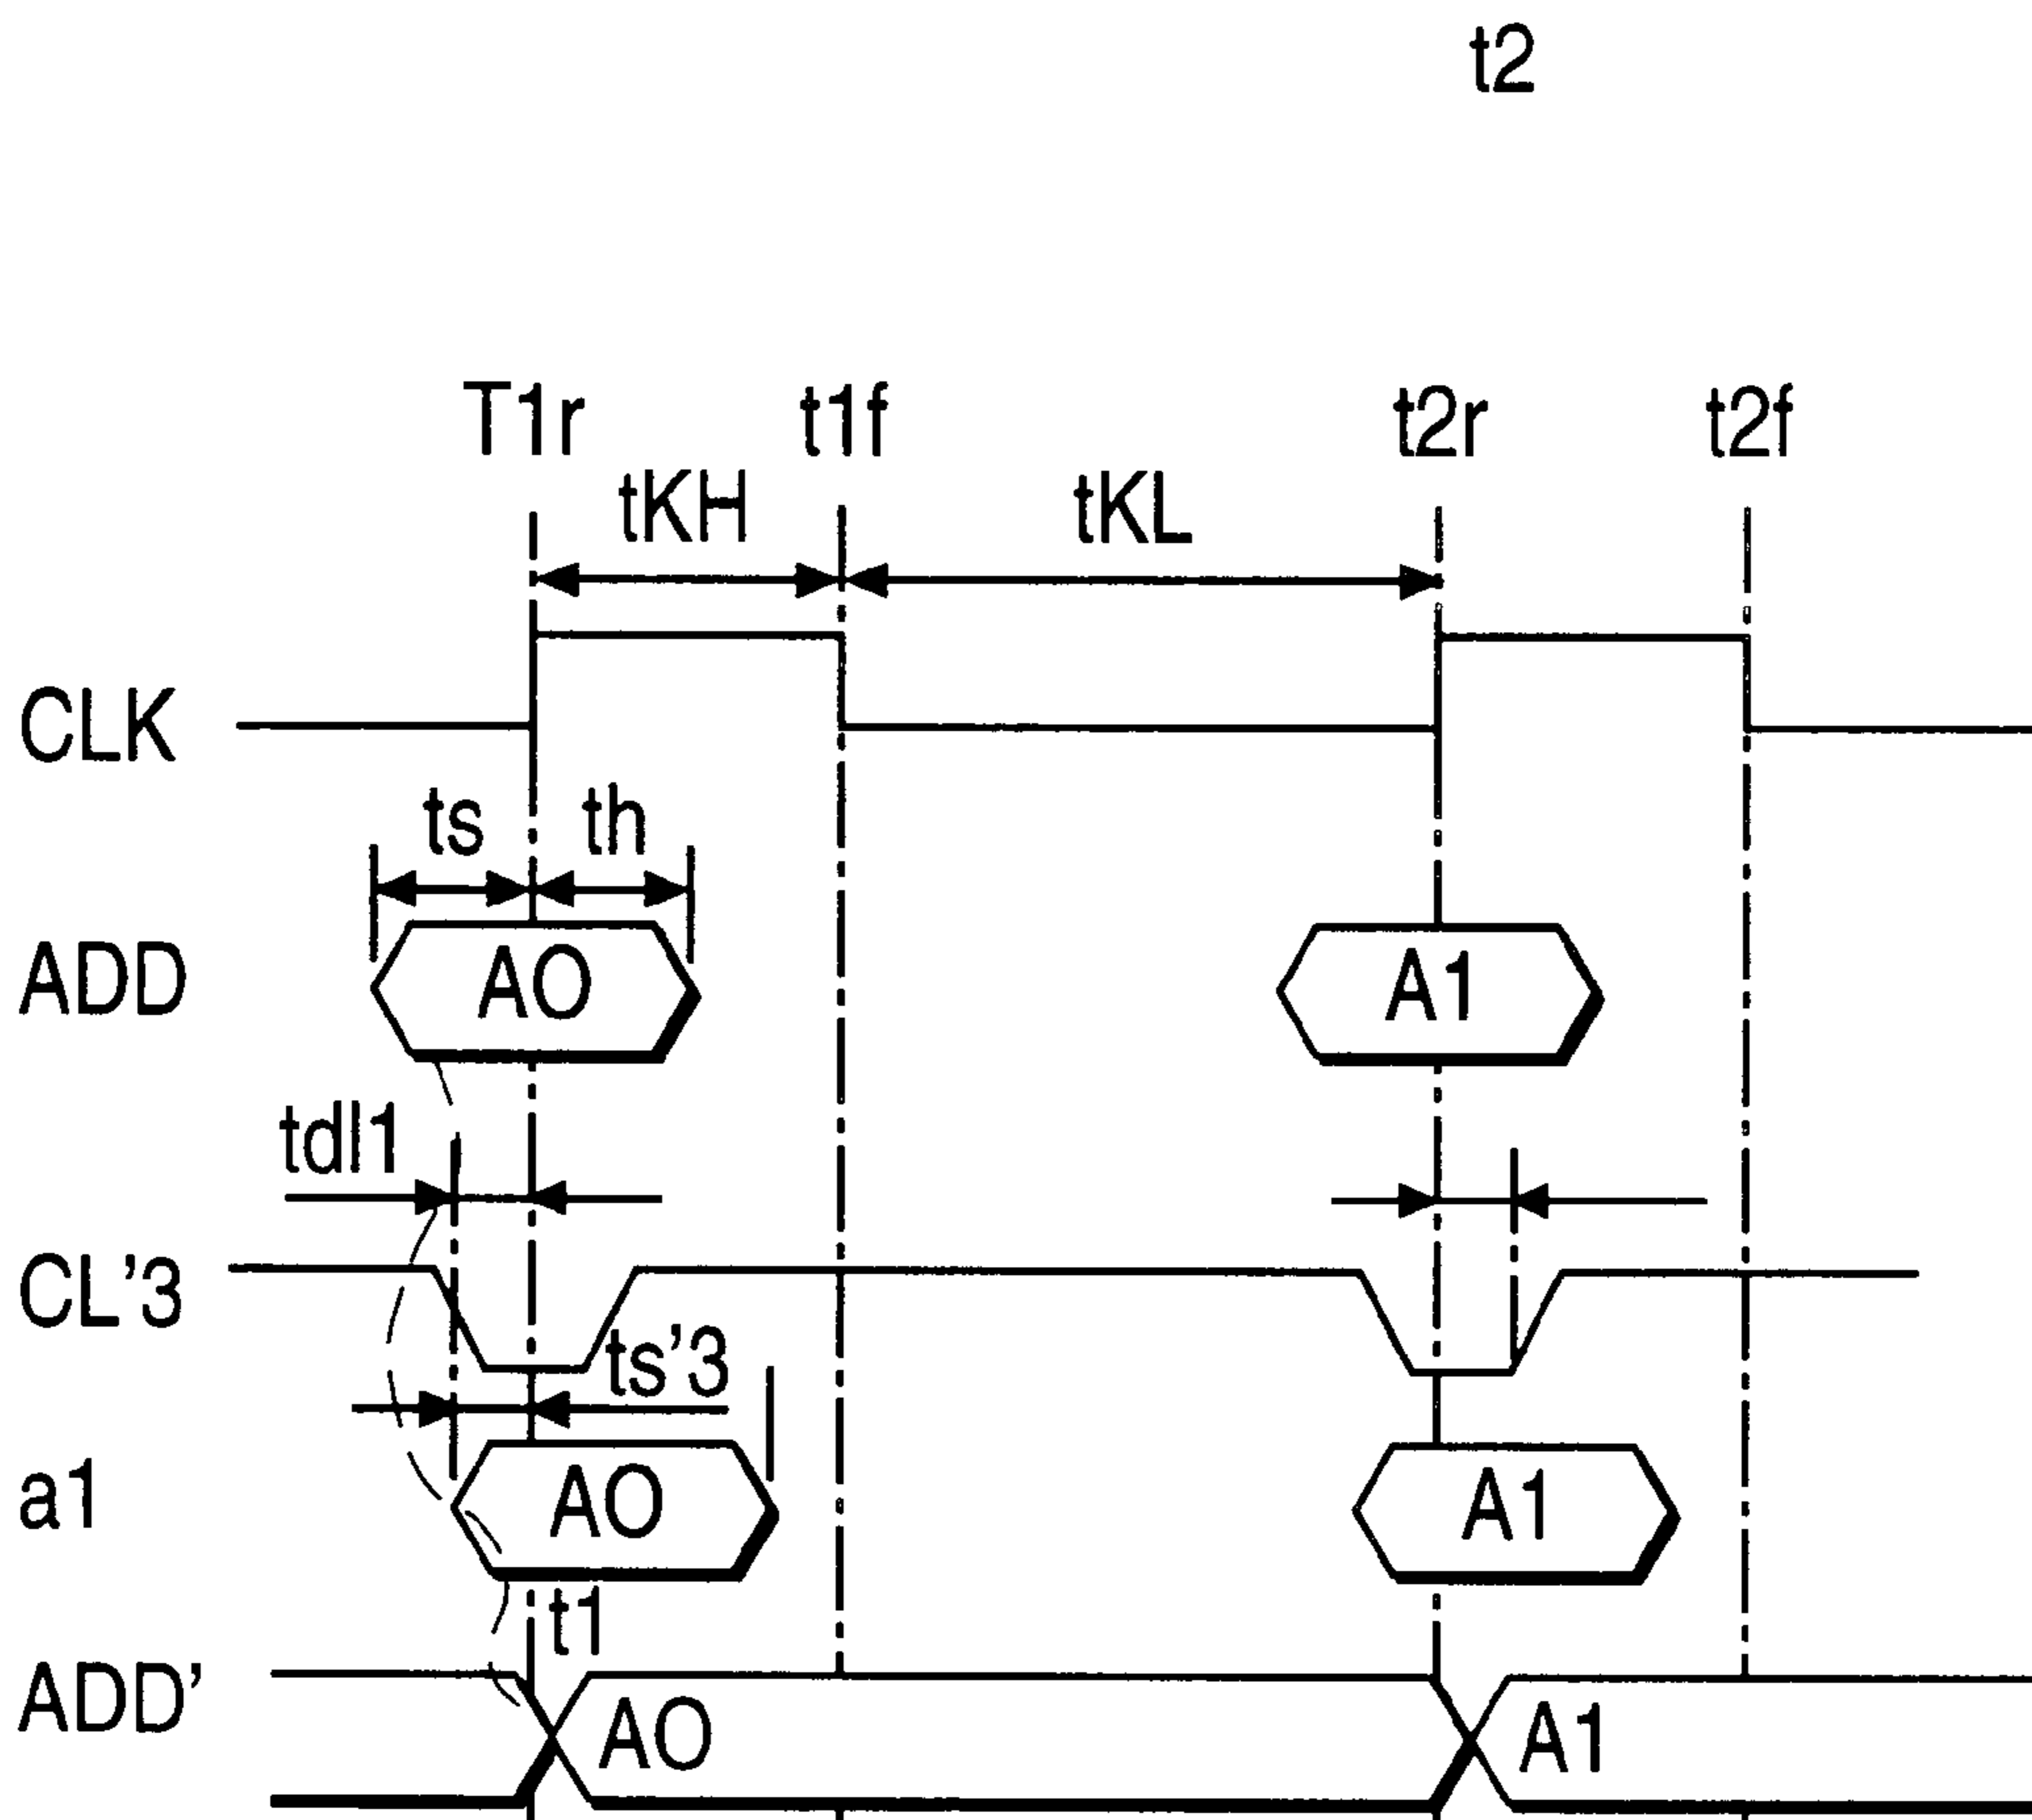 t2
T1r t1f t2r t2f
tKH tKL
CLK
ts th
ADD AO A1
tdl1
CL'3
ts'3
a1 AO A1
t1
ADD' AO A1